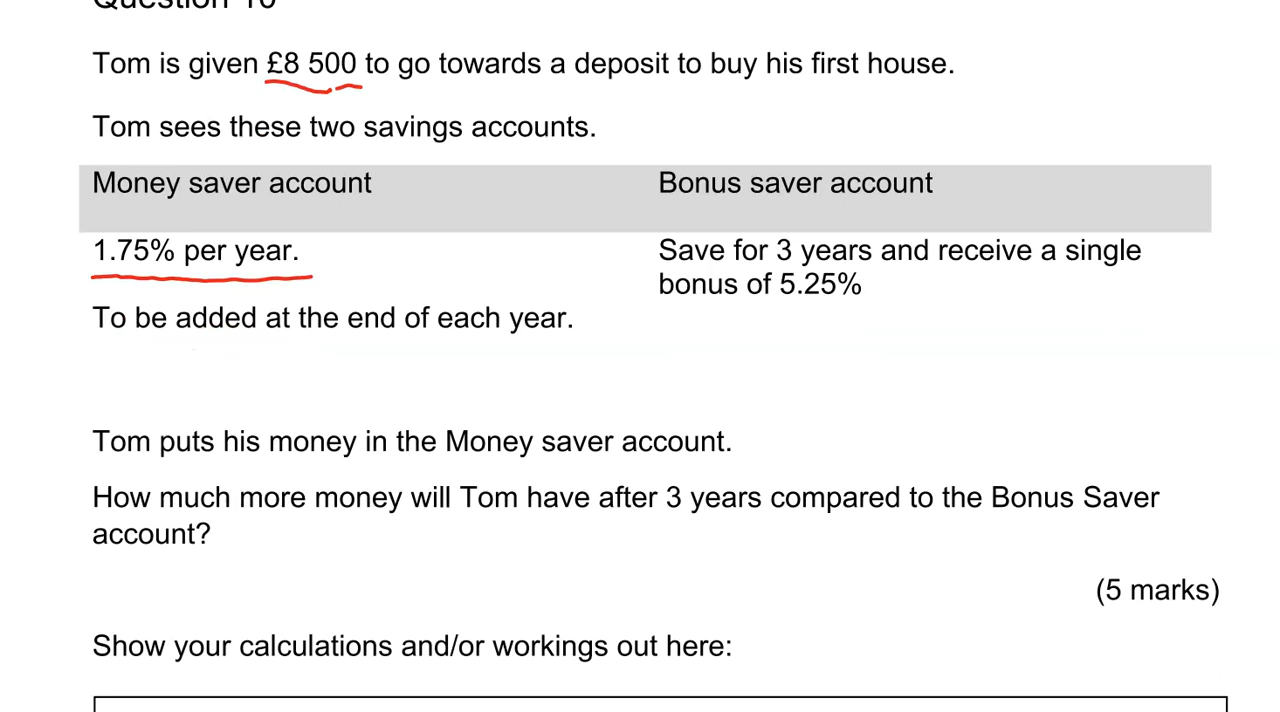 Question 10
Tom is given £8 500 to go towards a deposit to buy his first house.
Tom sees these two savings accounts.
Money saver account
Bonus saver account
1.75% per year.
Save for 3 years and receive a single
bonus of 5.25%
To be added at the end of each year.
Tom puts his money in the Money saver account.
How much more money will Tom have after 3 years compared to the Bonus Saver
account?
(5 marks)
Show your calculations and/or workings out here: